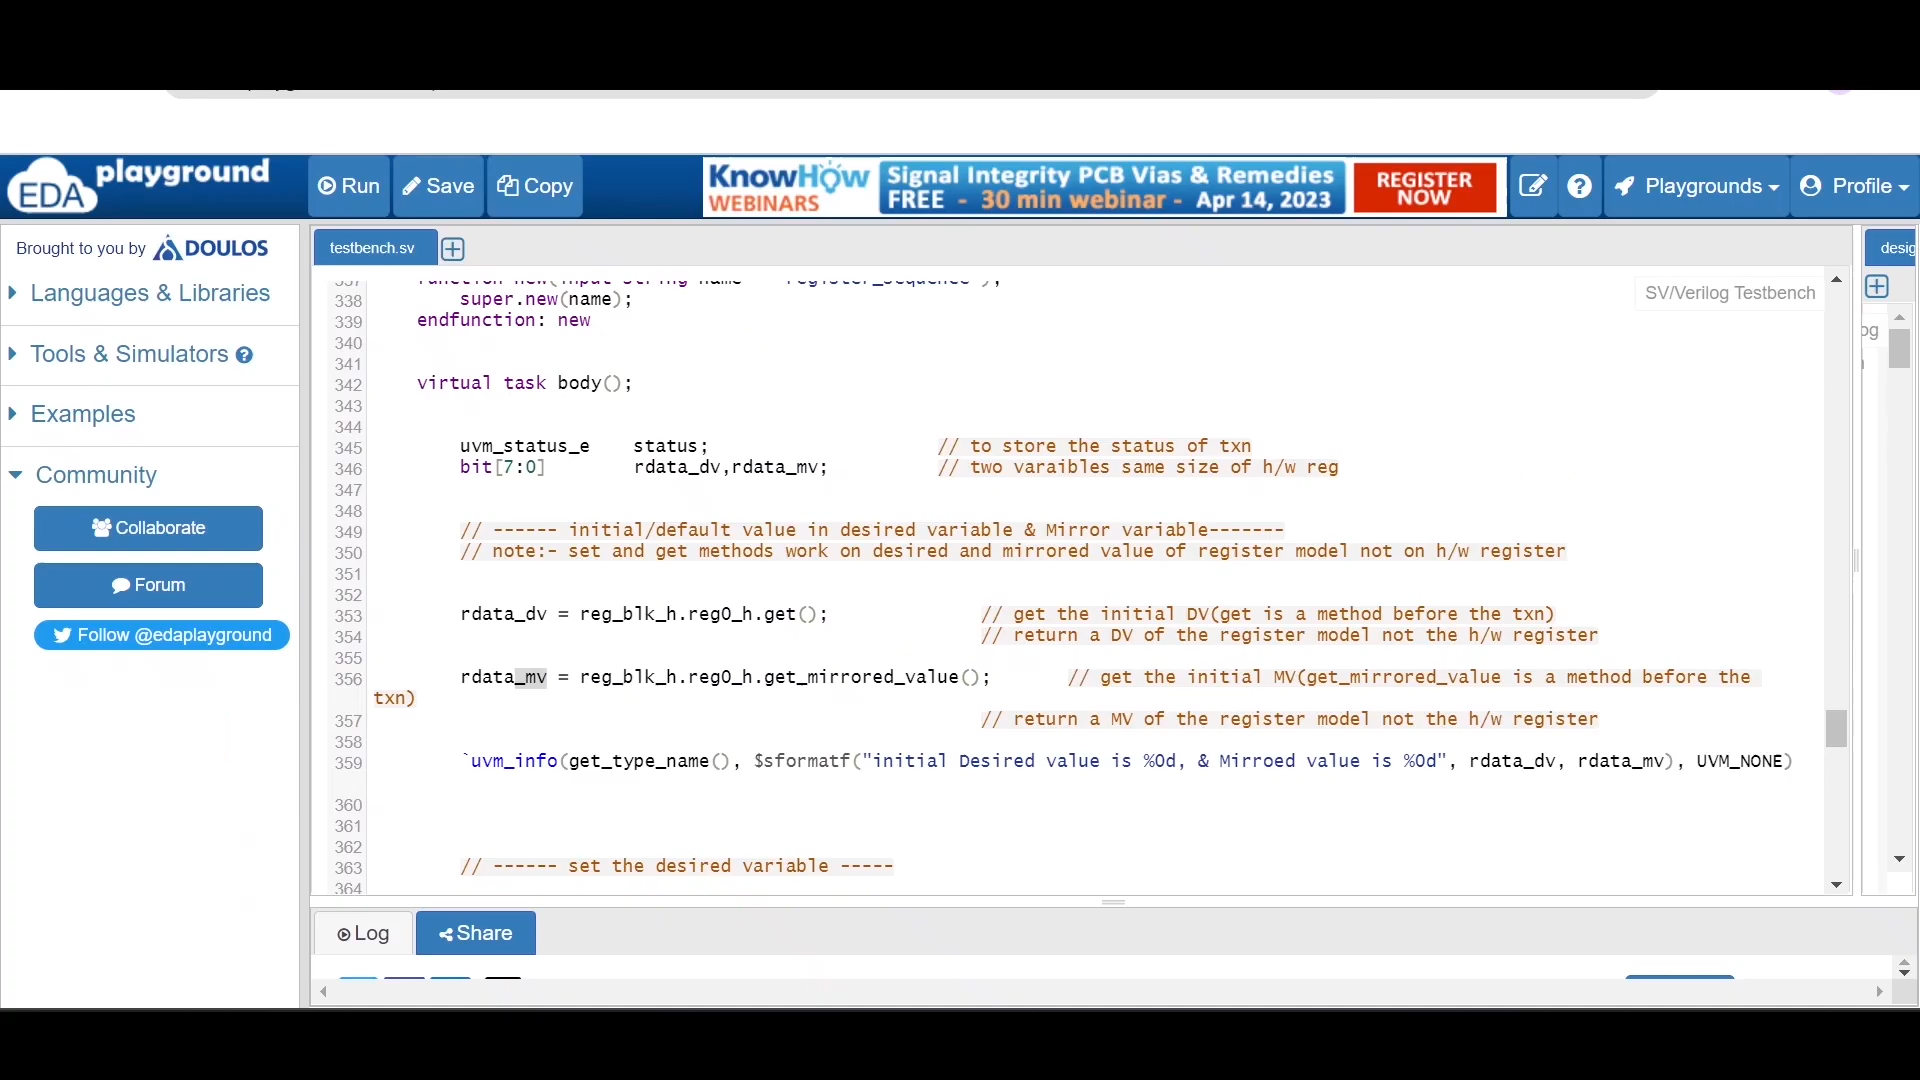 EDA playground
Run
Save
Copy
KnowHow WEBINARS
Signal Integrity PCB Vias & Remedies
FREE - 30 min webinar - Apr 14, 2023
REGISTER NOW
Playgrounds
Profile
Brought to you by DOULOS
Languages & Libraries
Tools & Simulators
Examples
Community
Collaborate
Forum
Follow @edaplayground
testbench.sv
desig
SV/Verilog Testbench
og
337 function new(input string name = "register_sequence");
338 super.new(name);
339 endfunction: new
340
341
342 virtual task body();
343
344
345 uvm_status_e status; // to store the status of txn
346 bit[7:0] rdata_dv,rdata_mv; // two varaibles same size of h/w reg
347
348
349 // ------ initial/default value in desired variable & Mirror variable-------
350 // note:- set and get methods work on desired and mirrored value of register model not on h/w register
351
352
353 rdata_dv = reg_blk_h.reg0_h.get(); // get the initial DV(get is a method before the txn)
354 // return a DV of the register model not the h/w register
355
356 rdata_mv = reg_blk_h.reg0_h.get_mirrored_value(); // get the initial MV(get_mirrored_value is a method before the
txn)
357 // return a MV of the register model not the h/w register
358
359 `uvm_info(get_type_name(), $sformatf("initial Desired value is %0d, & Mirroed value is %0d", rdata_dv, rdata_mv), UVM_NONE)
360
361
362
363 // ------ set the desired variable -----
364
Log
Share